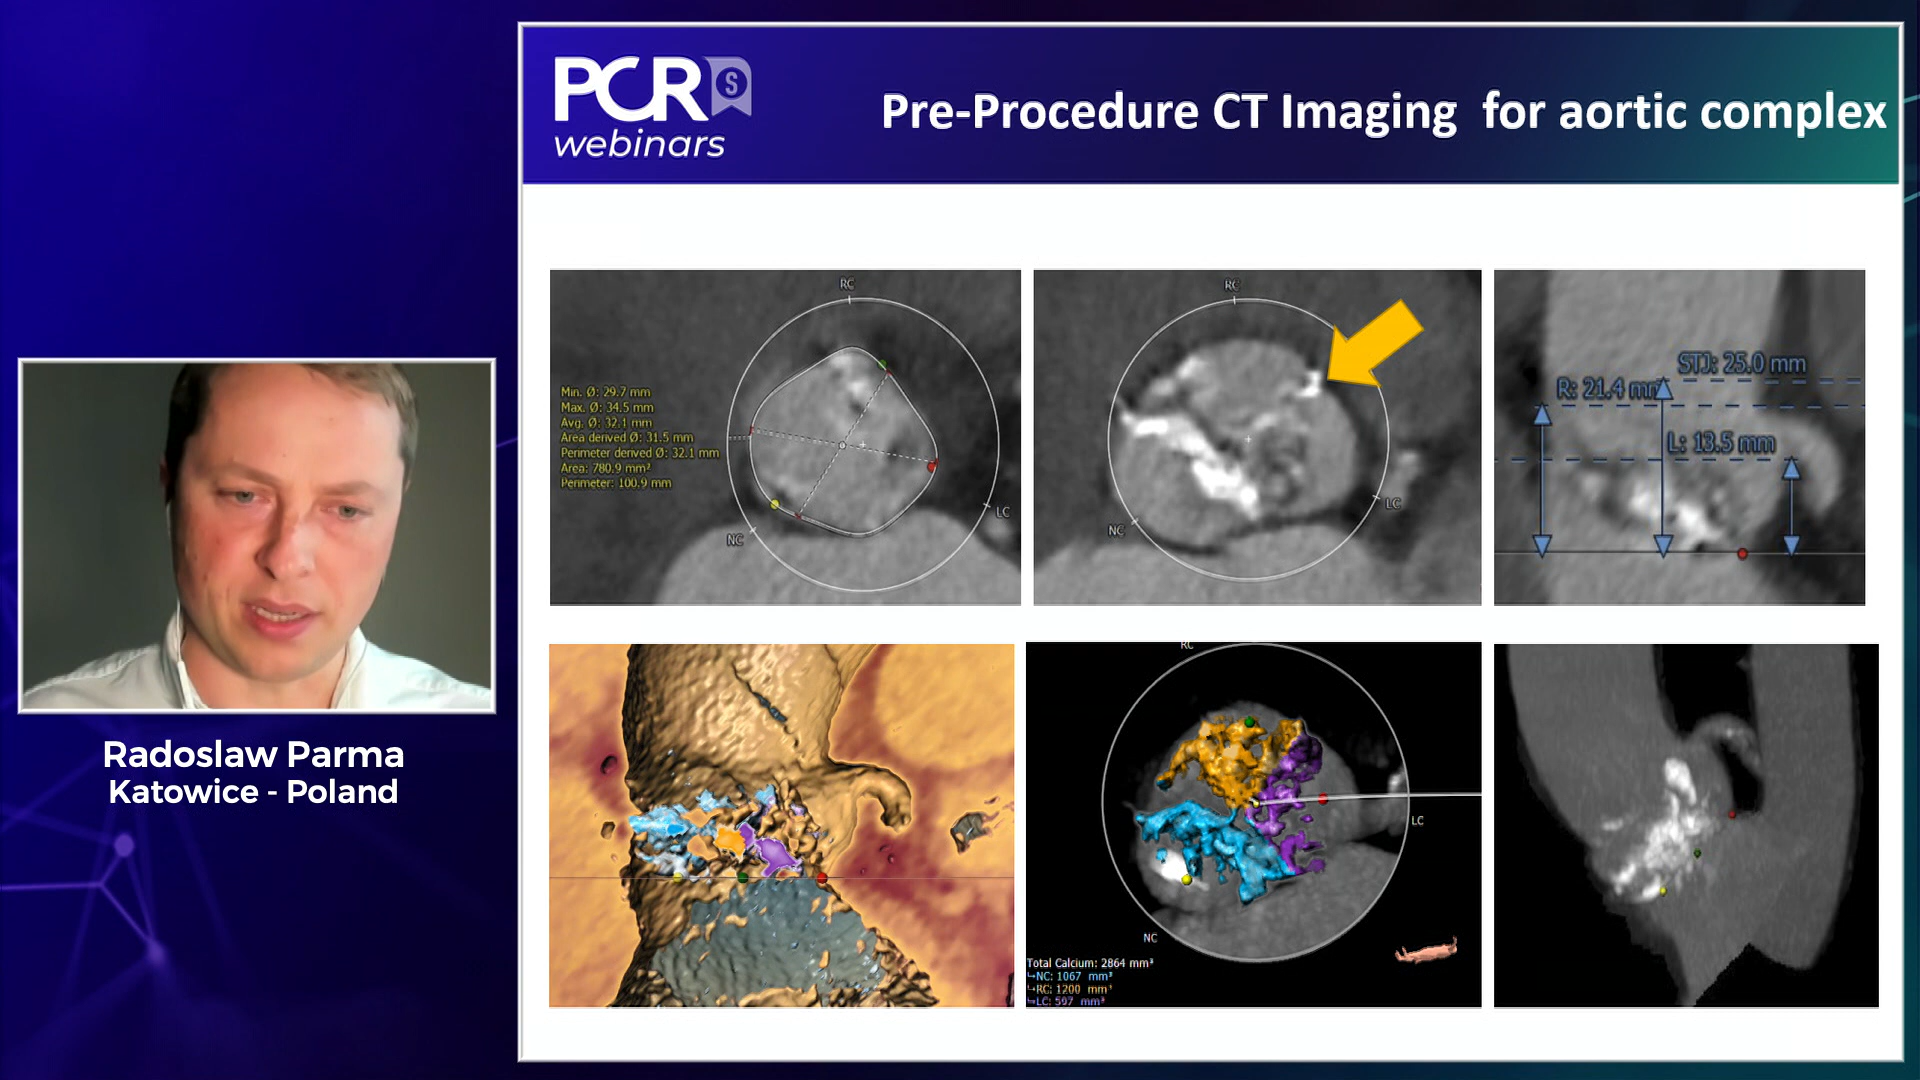 PCR S
webinars
Pre-Procedure CT Imaging for aortic complex
RC
Min. Ø: 29.7 mm
Max. Ø: 34.5 mm
Avg. Ø: 32.1 mm
Area derived Ø: 31.5 mm
Perimeter derived Ø: 32.1 mm
Area: 780.9 mm²
Perimeter: 100.9 mm
LC
NC
RC
LC
NC
STJ: 25.0 mm
R: 21.4 mm
L: 13.5 mm
Radoslaw Parma
Katowice - Poland
RC
LC
NC
Total Calcium: 2864 mm³
NC: 1067 mm³
RC: 1200 mm³
LC: 597 mm³